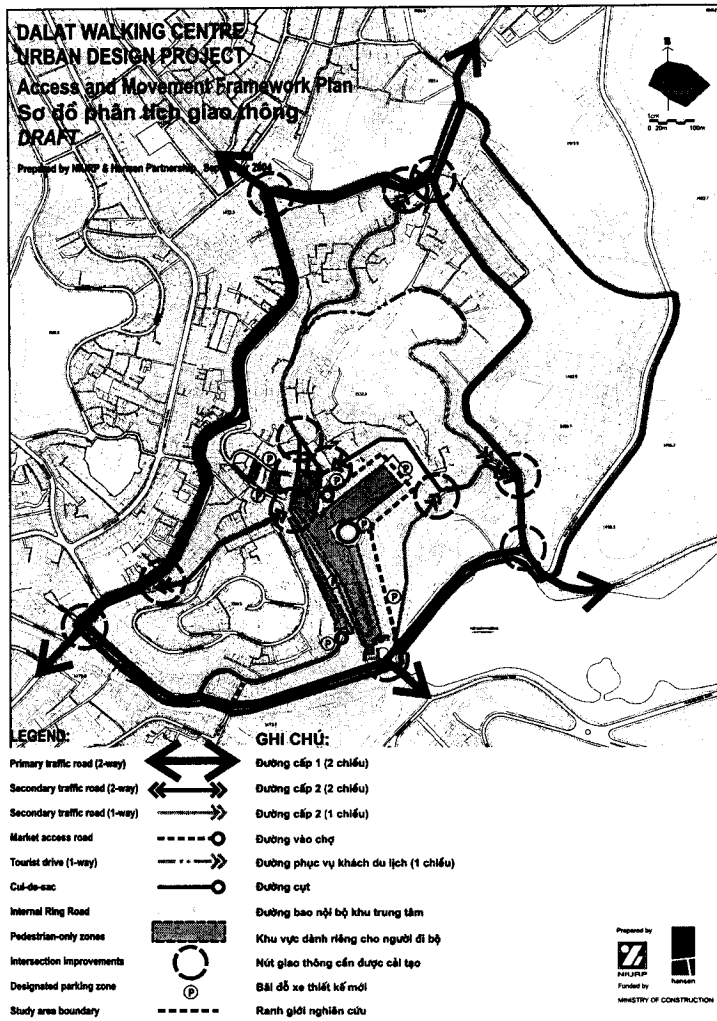 DALAT WALKING CENTRE
URBAN DESIGN PROJECT
Access and Movement Framework Plan
Sơ đồ phân tích giao thông
DRAFT
Prepared by NIURP & Hansen Partnership, 2004
1cm
0 20m 100m
P
P
P
P
P
P
P
P
P
LEGEND: GHI CHÚ:
Primary traffic road (2-way) Đường cấp 1 (2 chiều)
Secondary traffic road (2-way) Đường cấp 2 (2 chiều)
Secondary traffic road (1-way) Đường cấp 2 (1 chiều)
Market access road Đường vào chợ
Tourist drive (1-way) Đường phục vụ khách du lịch (1 chiều)
Cul-de-sac Đường cụt
Internal Ring Road Đường bao nội bộ khu trung tâm
Pedestrian-only zones Khu vực dành riêng cho người đi bộ
Intersection improvements Nút giao thông cần được cải tạo
Designated parking zone P Bãi đỗ xe thiết kế mới
Study area boundary Ranh giới nghiên cứu
Prepared by
NIURP hansen
Funded by
MINISTRY OF CONSTRUCTION